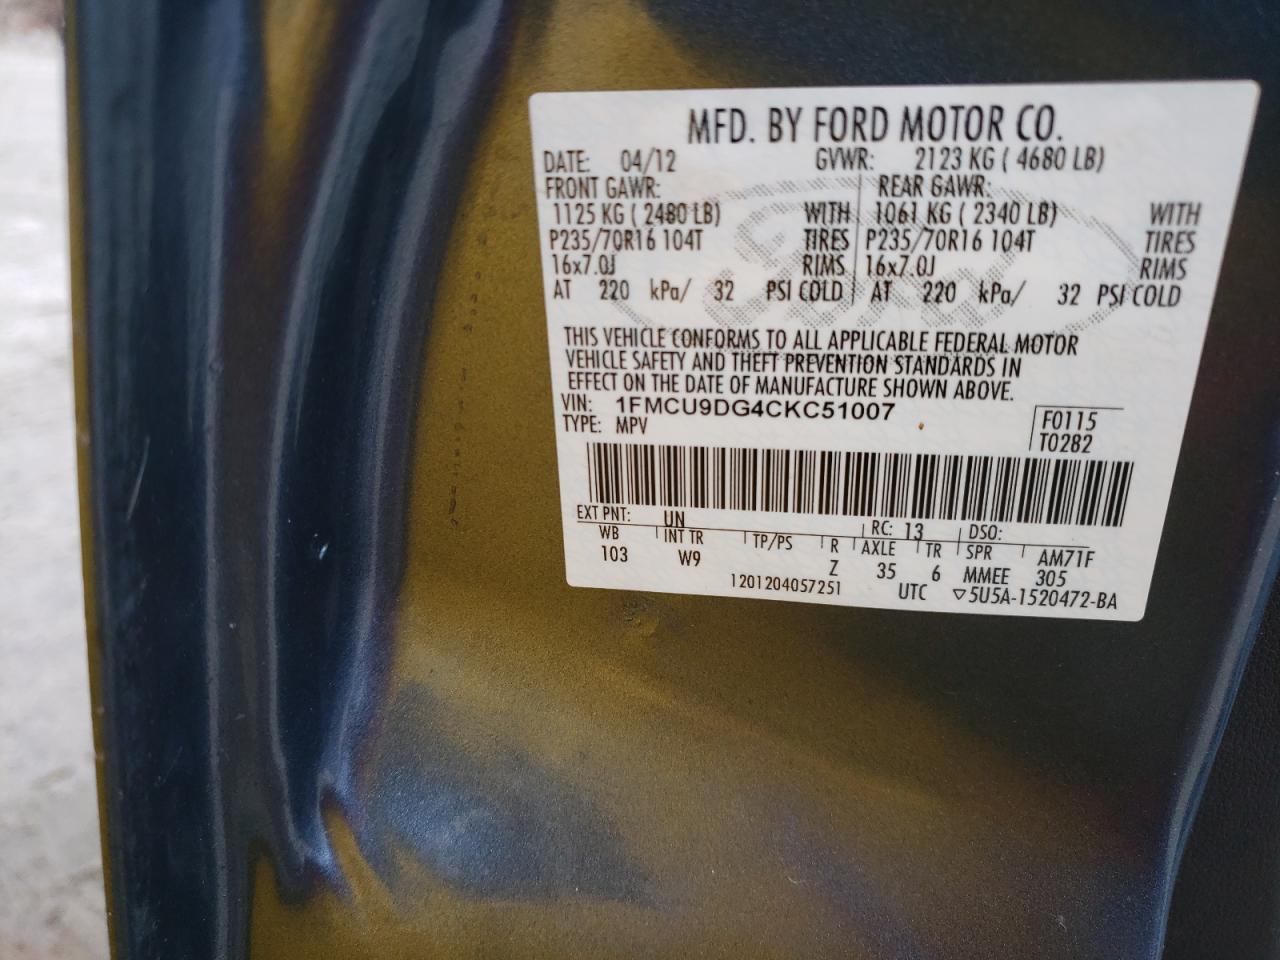 MFD. BY FORD MOTOR CO.
DATE: 04/12 GVWR: 2123 KG ( 4680 LB)
FRONT GAWR: REAR GAWR:
1125 KG ( 2480 LB) WITH 1061 KG ( 2340 LB) WITH
P235/70R16 104T TIRES P235/70R16 104T TIRES
16x7.0J RIMS 16x7.0J RIMS
AT 220 kPa/ 32 PSI COLD AT 220 kPa/ 32 PSI COLD
Ford
THIS VEHICLE CONFORMS TO ALL APPLICABLE FEDERAL MOTOR
VEHICLE SAFETY AND THEFT PREVENTION STANDARDS IN
EFFECT ON THE DATE OF MANUFACTURE SHOWN ABOVE.
VIN: 1FMCU9DG4CKC51007
TYPE: MPV
F0115
T0282
EXT PNT: UN RC: 13 DSO:
WB INT TR TP/PS R AXLE TR SPR AM71F
103 W9 Z 35 6 MMEE 305
1201204057251 UTC ▽5U5A-1520472-BA